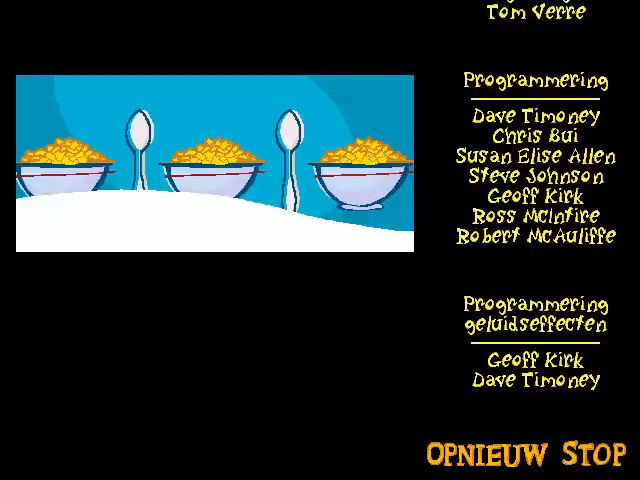 Tom Verre
Programmering
Dave Timoney
Chris Bui
Susan Elise Allen
Steve Johnson
Geoff Kirk
Ross McIntire
Robert McAuliffe
Programmering
geluidseffecten
Geoff Kirk
Dave Timoney
OPNIEUW STOP